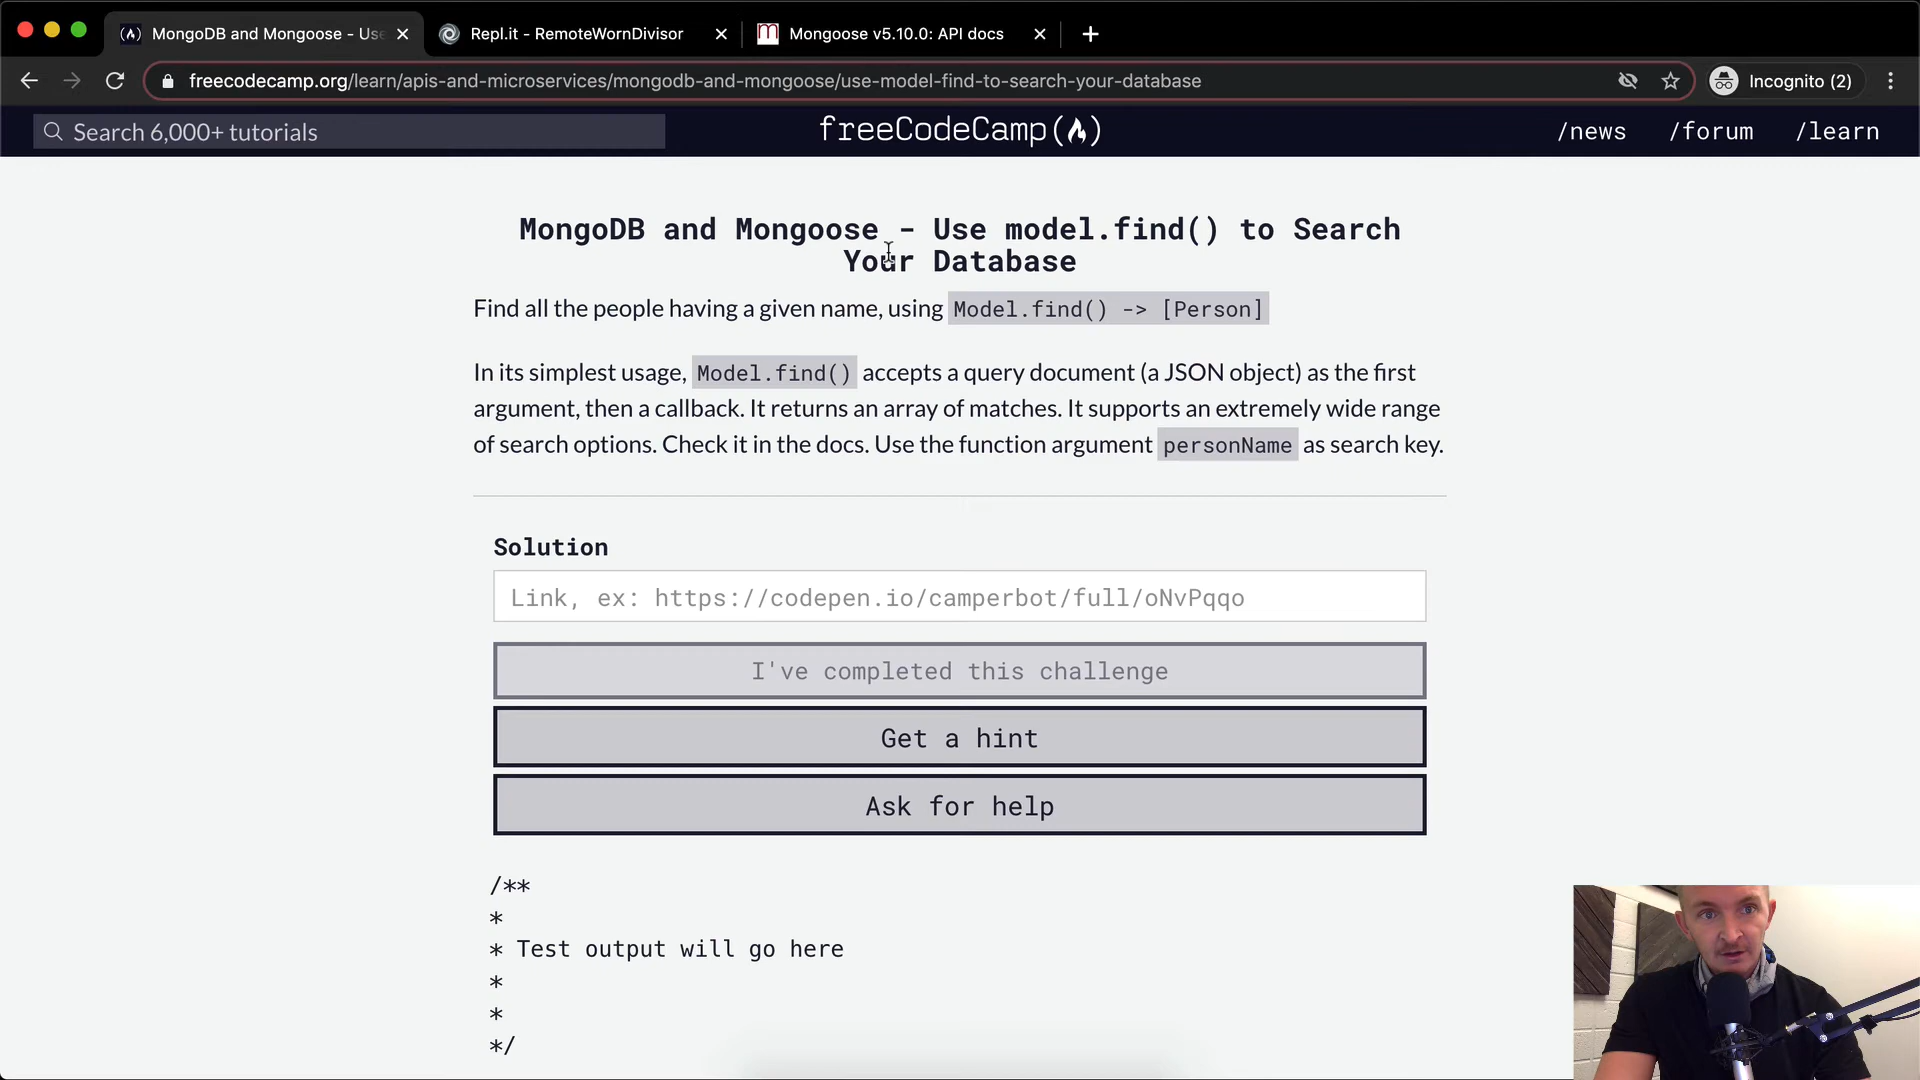 MongoDB and Mongoose - Use
Repl.it - RemoteWornDivisor
Mongoose v5.10.0: API docs
freecodecamp.org/learn/apis-and-microservices/mongodb-and-mongoose/use-model-find-to-search-your-database
Incognito (2)
Search 6,000+ tutorials
freeCodeCamp
/news
/forum
/learn
MongoDB and Mongoose - Use model.find() to Search
Your Database
Find all the people having a given name, using Model.find() -> [Person]
In its simplest usage, Model.find() accepts a query document (a JSON object) as the first
argument, then a callback. It returns an array of matches. It supports an extremely wide range
of search options. Check it in the docs. Use the function argument personName as search key.
Solution
Link, ex: https://codepen.io/camperbot/full/oNvPqqo
I've completed this challenge
Get a hint
Ask for help
/**
*
* Test output will go here
*
*
*/